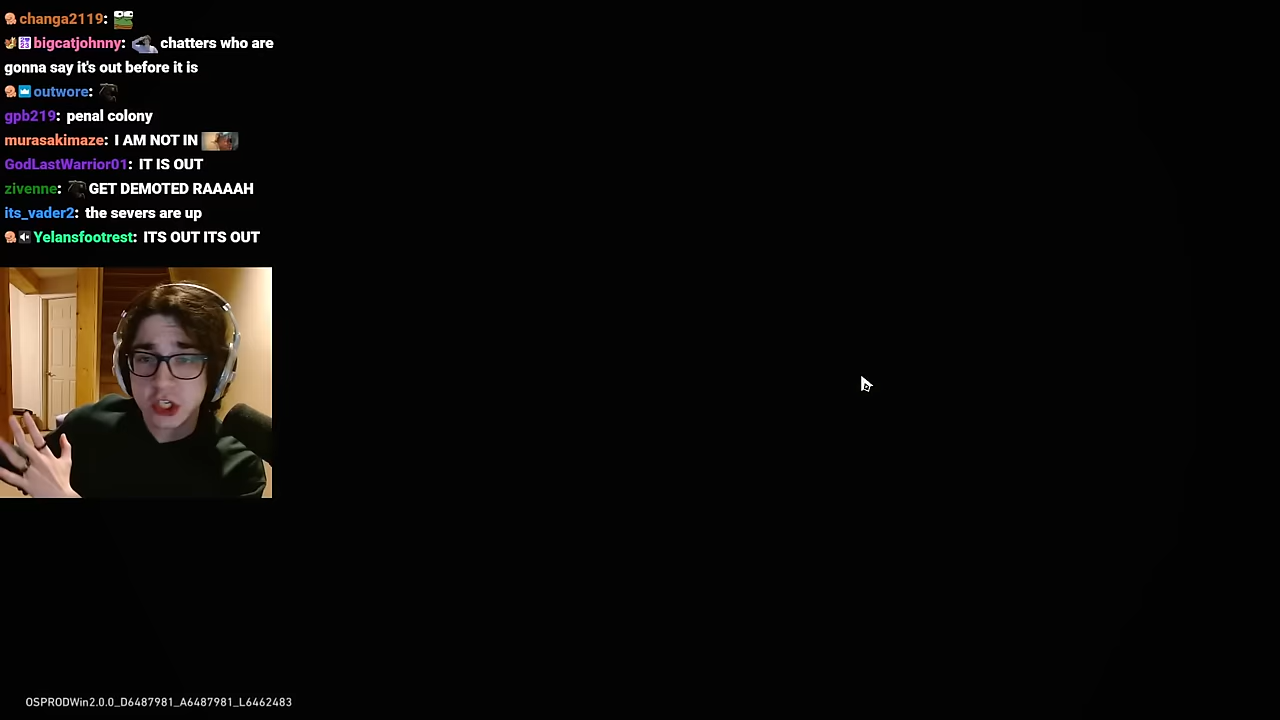 changa2119:
bigcatjohnny: chatters who are
gonna say it's out before it is
outwore:
gpb219: penal colony
murasakimaze: I AM NOT IN
GodLastWarrior01: IT IS OUT
zivenne: GET DEMOTED RAAAAH
its_vader2: the severs are up
Yelansfootrest: ITS OUT ITS OUT
OSPRODWin2.0.0_D6487981_A6487981_L6462483